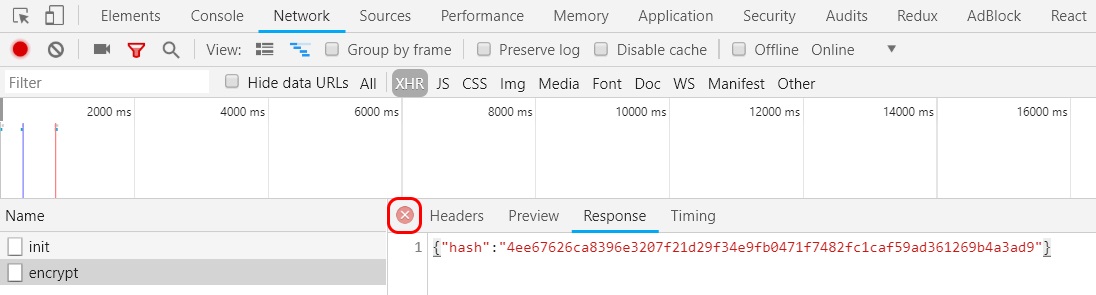 Elements Console Network Sources Performance Memory Application Security Audits Redux AdBlock React
View: Group by frame Preserve log Disable cache Offline Online
Filter Hide data URLs All XHR JS CSS Img Media Font Doc WS Manifest Other
2000 ms 4000 ms 6000 ms 8000 ms 10000 ms 12000 ms 14000 ms 16000 ms
Name Headers Preview Response Timing
init 1 {"hash":"4ee67626ca8396e3207f21d29f34e9fb0471f7482fc1caf59ad361269b4a3ad9"}
encrypt